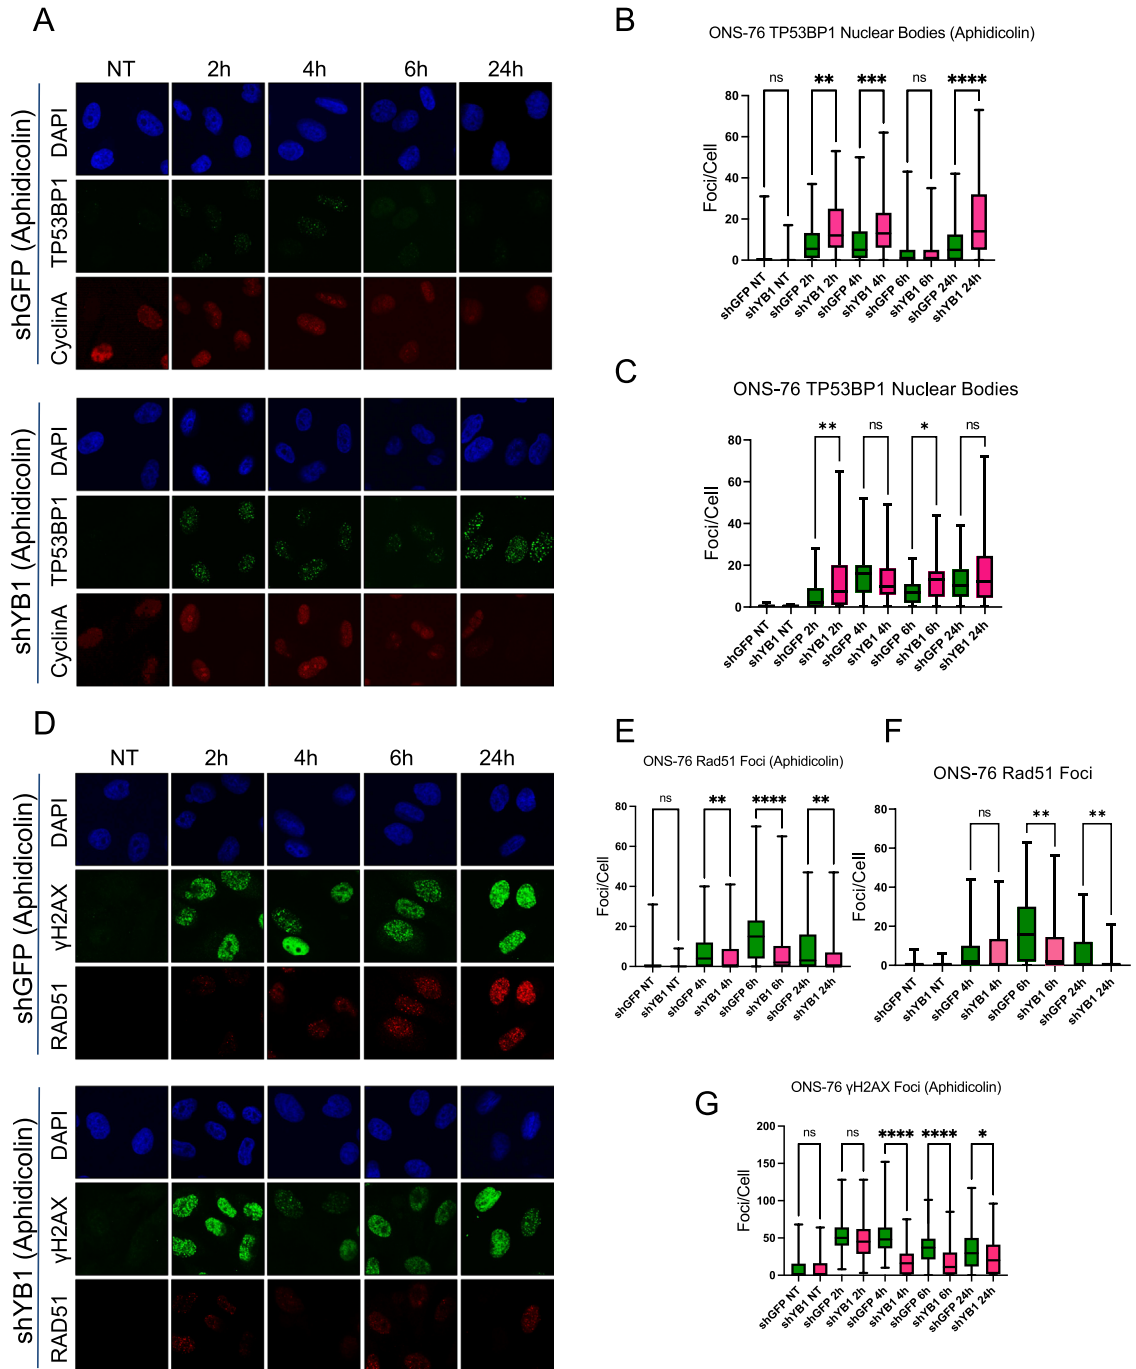 A
NT 2h 4h 6h 24h
shGFP (Aphidicolin)
DAPI
TP53BP1
CyclinA
shYB1 (Aphidicolin)
DAPI
TP53BP1
CyclinA
B
ONS-76 TP53BP1 Nuclear Bodies (Aphidicolin)
ns ** *** ns ****
Foci/Cell
80
60
40
20
0
shGFP NT shYB1 NT shGFP 2h shYB1 2h shGFP 4h shYB1 4h shGFP 6h shYB1 6h shGFP 24h shYB1 24h
C
ONS-76 TP53BP1 Nuclear Bodies
** ns * ns
Foci/Cell
80
60
40
20
0
shGFP NT shYB1 NT shGFP 2h shYB1 2h shGFP 4h shYB1 4h shGFP 6h shYB1 6h shGFP 24h shYB1 24h
D
NT 2h 4h 6h 24h
shGFP (Aphidicolin)
DAPI
γH2AX
RAD51
shYB1 (Aphidicolin)
DAPI
γH2AX
RAD51
E
ONS-76 Rad51 Foci (Aphidicolin)
ns ** **** **
Foci/Cell
80
60
40
20
0
shGFP NT shYB1 NT shGFP 4h shYB1 4h shGFP 6h shYB1 6h shGFP 24h shYB1 24h
F
ONS-76 Rad51 Foci
ns ** **
Foci/Cell
80
60
40
20
0
shGFP NT shYB1 NT shGFP 4h shYB1 4h shGFP 6h shYB1 6h shGFP 24h shYB1 24h
G
ONS-76 γH2AX Foci (Aphidicolin)
ns ns **** **** *
Foci/Cell
200
150
100
50
0
shGFP NT shYB1 NT shGFP 2h shYB1 2h shGFP 4h shYB1 4h shGFP 6h shYB1 6h shGFP 24h shYB1 24h